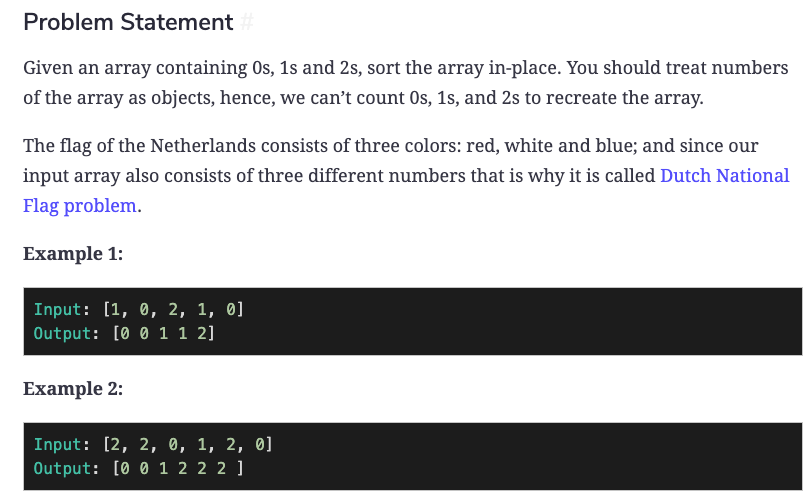 Problem Statement #
Given an array containing 0s, 1s and 2s, sort the array in-place. You should treat numbers
of the array as objects, hence, we can’t count 0s, 1s, and 2s to recreate the array.
The flag of the Netherlands consists of three colors: red, white and blue; and since our
input array also consists of three different numbers that is why it is called Dutch National
Flag problem.
Example 1:
Input: [1, 0, 2, 1, 0]
Output: [0 0 1 1 2]
Example 2:
Input: [2, 2, 0, 1, 2, 0]
Output: [0 0 1 2 2 2 ]